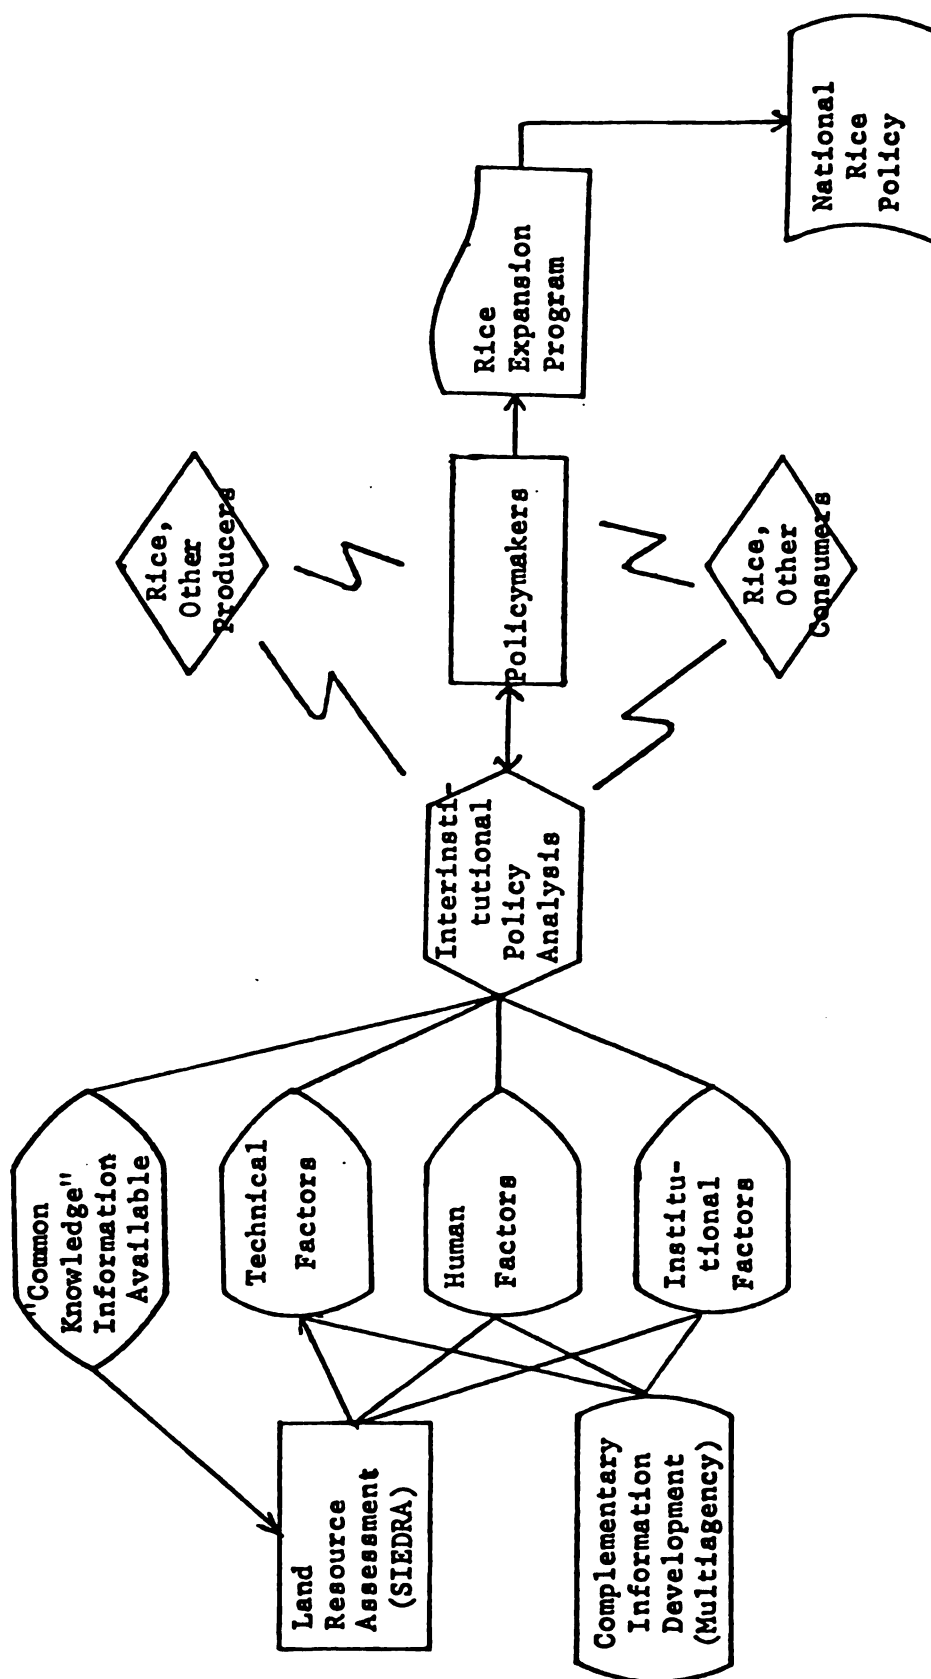 Land
Resource
Assessment
(SIEDRA)
Complementary
Information
Development
(Multiagency)
"Common
Knowledge"
Information
Available
Technical
Factors
Human
Factors
Institu-
tional
Factors
Interinsti-
tutional
Policy
Analysis
Rice,
Other
Producers
Policymakers
Rice,
Other
Consumers
Rice
Expansion
Program
National
Rice
Policy